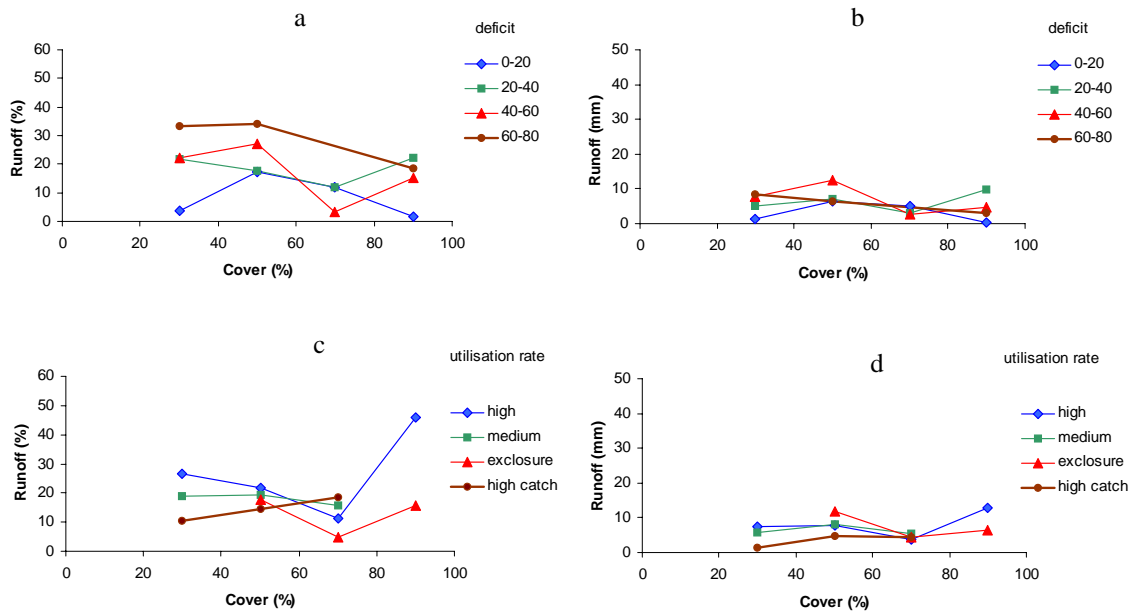 a
deficit
60
50
40
30
20
10
0
Runoff (%)
0 20 40 60 80 100
Cover (%)
0-20
20-40
40-60
60-80
b
deficit
50
40
30
20
10
0
Runoff (mm)
0 20 40 60 80 100
Cover (%)
0-20
20-40
40-60
60-80
c
utilisation rate
60
50
40
30
20
10
0
Runoff (%)
0 20 40 60 80 100
Cover (%)
high
medium
exclosure
high catch
d
utilisation rate
50
40
30
20
10
0
Runoff (mm)
0 20 40 60 80 100
Cover (%)
high
medium
exclosure
high catch